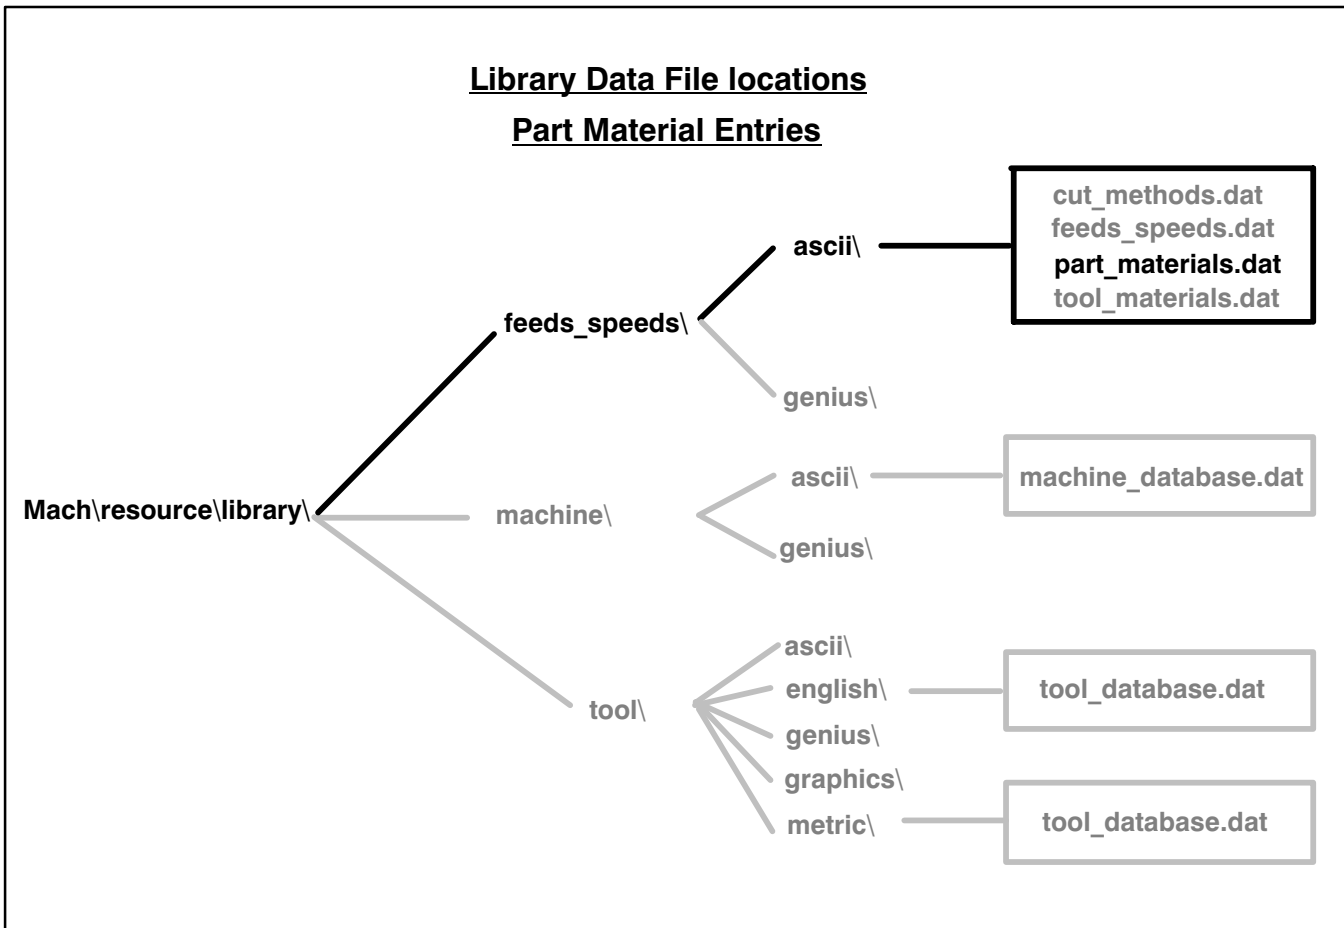 Library Data File locations
Part Material Entries
cut_methods.dat
feeds_speeds.dat
part_materials.dat
tool_materials.dat
ascii\
feeds_speeds\
genius\
Mach\resource\library\
machine\
ascii\
machine_database.dat
genius\
tool\
ascii\
english\
tool_database.dat
genius\
graphics\
metric\
tool_database.dat